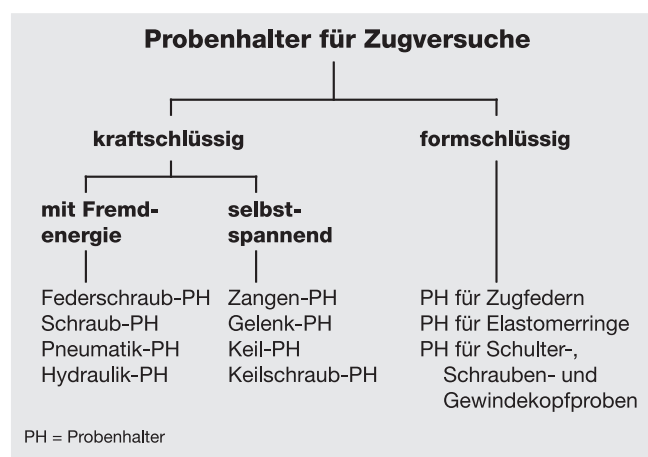 Probenhalter für Zugversuche
kraftschlüssig
formschlüssig
mit Fremd-
energie
selbst-
spannend
Federschraub-PH
Schraub-PH
Pneumatik-PH
Hydraulik-PH
Zangen-PH
Gelenk-PH
Keil-PH
Keilschraub-PH
PH für Zugfedern
PH für Elastomerringe
PH für Schulter-,
Schrauben- und
Gewindekopfproben
PH = Probenhalter